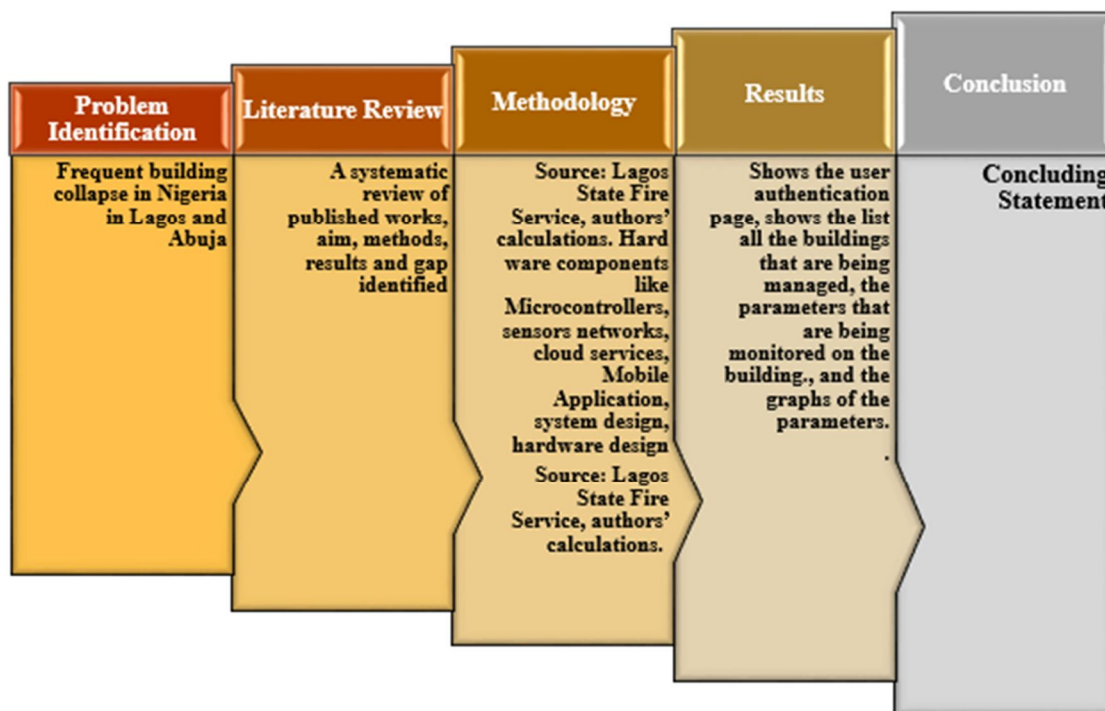 Problem
Identification
Frequent building
collapse in Nigeria
in Lagos and
Abuja
Literature Review
A systematic
review of
published works,
aim, methods,
results and gap
identified
Methodology
Source: Lagos
State Fire
Service, authors’
calculations. Hard
ware components
like
Microcontrollers,
sensors networks,
cloud services,
Mobile
Application,
system design,
hardware design
Source: Lagos
State Fire
Service, authors’
calculations.
Results
Shows the user
authentication
page, shows the list
all the buildings
that are being
managed, the
parameters that
are being
monitored on the
building., and the
graphs of the
parameters.
.
Conclusion
Concluding
Statement